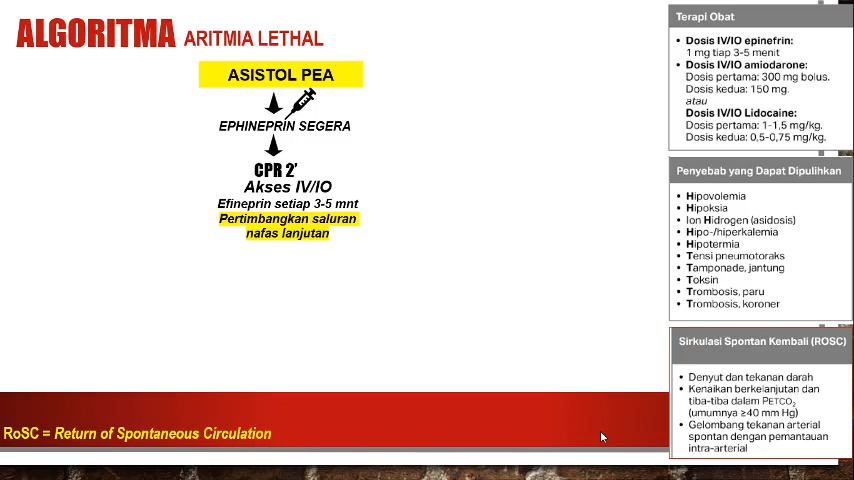 ALGORITMA ARITMIA LETHAL
ASISTOL PEA
EPHINEPRIN SEGERA
CPR 2'
Akses IV/IO
Efineprin setiap 3-5 mnt
Pertimbangkan saluran
nafas lanjutan
RoSC = Return of Spontaneous Circulation
Terapi Obat
• Dosis IV/IO epinefrin:
1 mg tiap 3-5 menit
• Dosis IV/IO amiodarone:
Dosis pertama: 300 mg bolus.
Dosis kedua: 150 mg.
atau
Dosis IV/IO Lidocaine:
Dosis pertama: 1-1,5 mg/kg.
Dosis kedua: 0,5-0,75 mg/kg.
Penyebab yang Dapat Dipulihkan
• Hipovolemia
• Hipoksia
• Ion Hidrogen (asidosis)
• Hipo-/hiperkalemia
• Hipotermia
• Tensi pneumotoraks
• Tamponade, jantung
• Toksin
• Trombosis, paru
• Trombosis, koroner
Sirkulasi Spontan Kembali (ROSC)
• Denyut dan tekanan darah
• Kenaikan berkelanjutan dan
tiba-tiba dalam PETCO₂
(umumnya ≥40 mm Hg)
• Gelombang tekanan arterial
spontan dengan pemantauan
intra-arterial